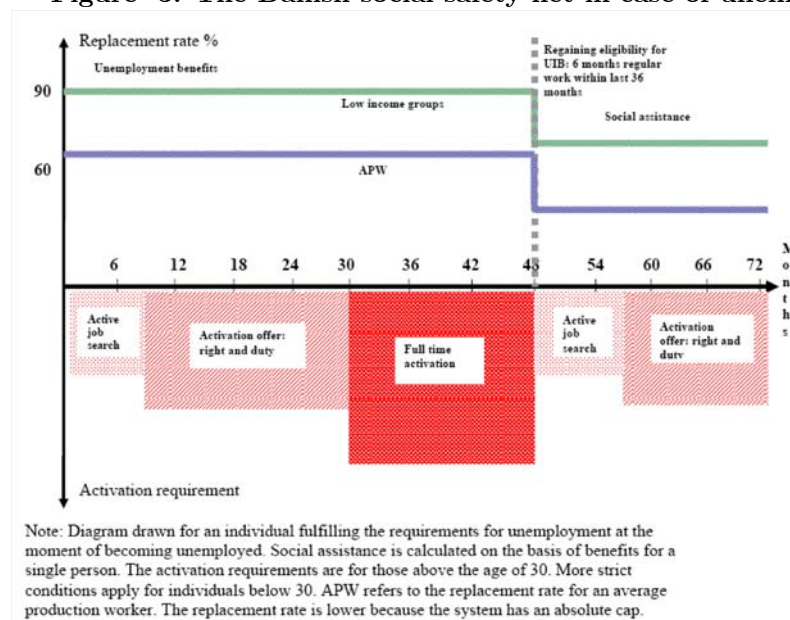 Replacement rate %
Unemployment benefits
Regaining eligibility for
UIB: 6 months regular
work within last 36
months
90
Low income groups
Social assistance
60
APW
6 12 18 24 30 36 42 48 54 60 66 72
M
o
n
t
h
s
Active
job
search
Activation offer:
right and duty
Full time
activation
Active
job
search
Activation
offer: right and
duty
Activation requirement
Note: Diagram drawn for an individual fulfilling the requirements for unemployment at the
moment of becoming unemployed. Social assistance is calculated on the basis of benefits for a
single person. The activation requirements are for those above the age of 30. More strict
conditions apply for individuals below 30. APW refers to the replacement rate for an average
production worker. The replacement rate is lower because the system has an absolute cap.